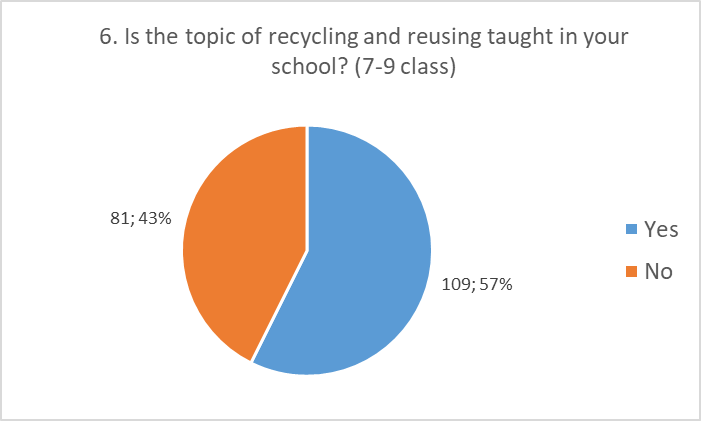 6. Is the topic of recycling and reusing taught in your
school? (7-9 class)
81; 43%
109; 57%
Yes
No